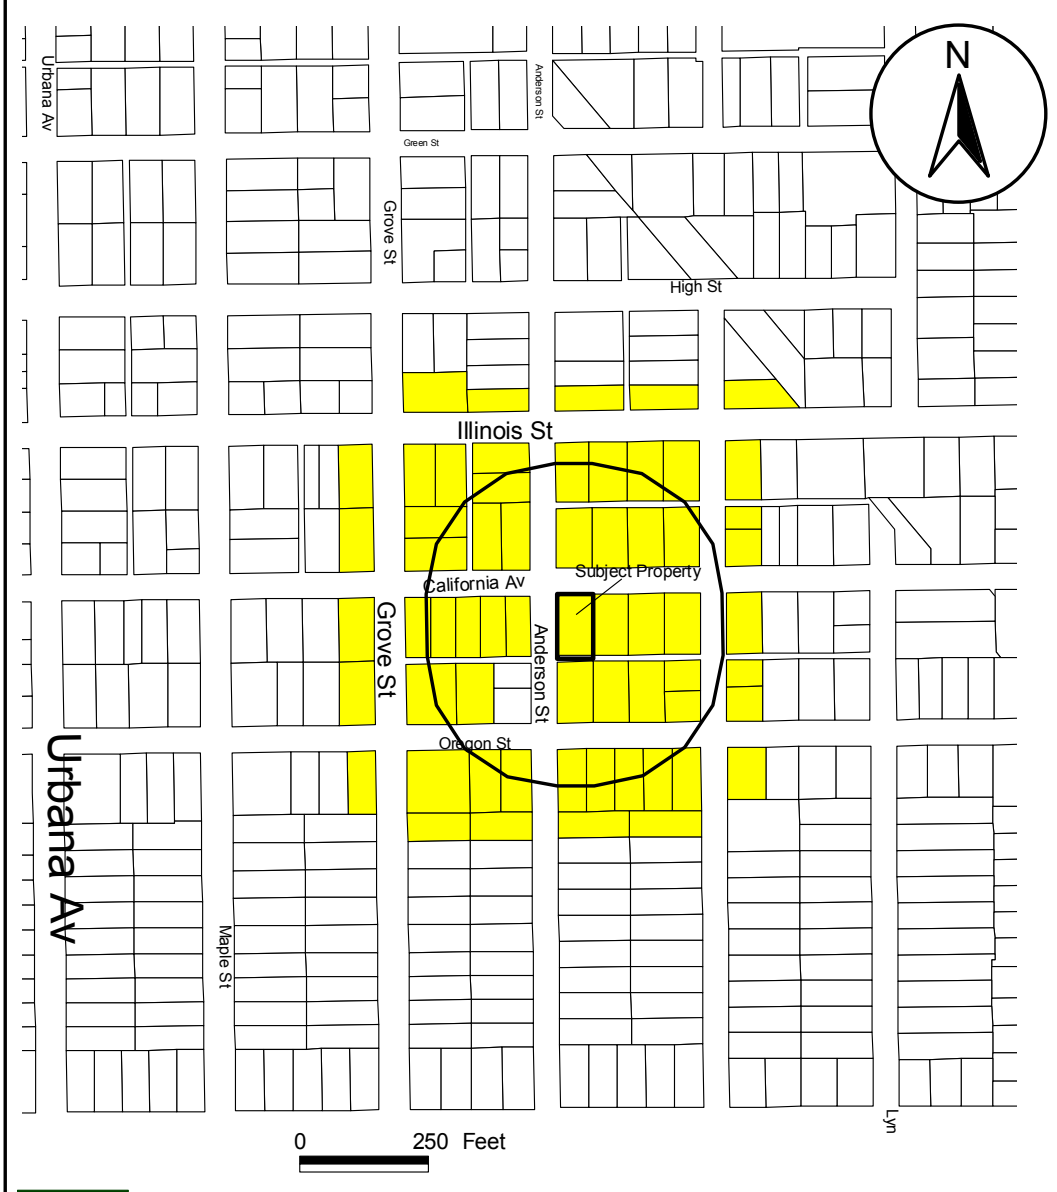 N
Urbana Av
Anderson St
Green St
Grove St
High St
Illinois St
Subject Property
California Av
Grove St
Anderson St
Oregon St
Urbana Av
Maple St
Lyn
0 250 Feet